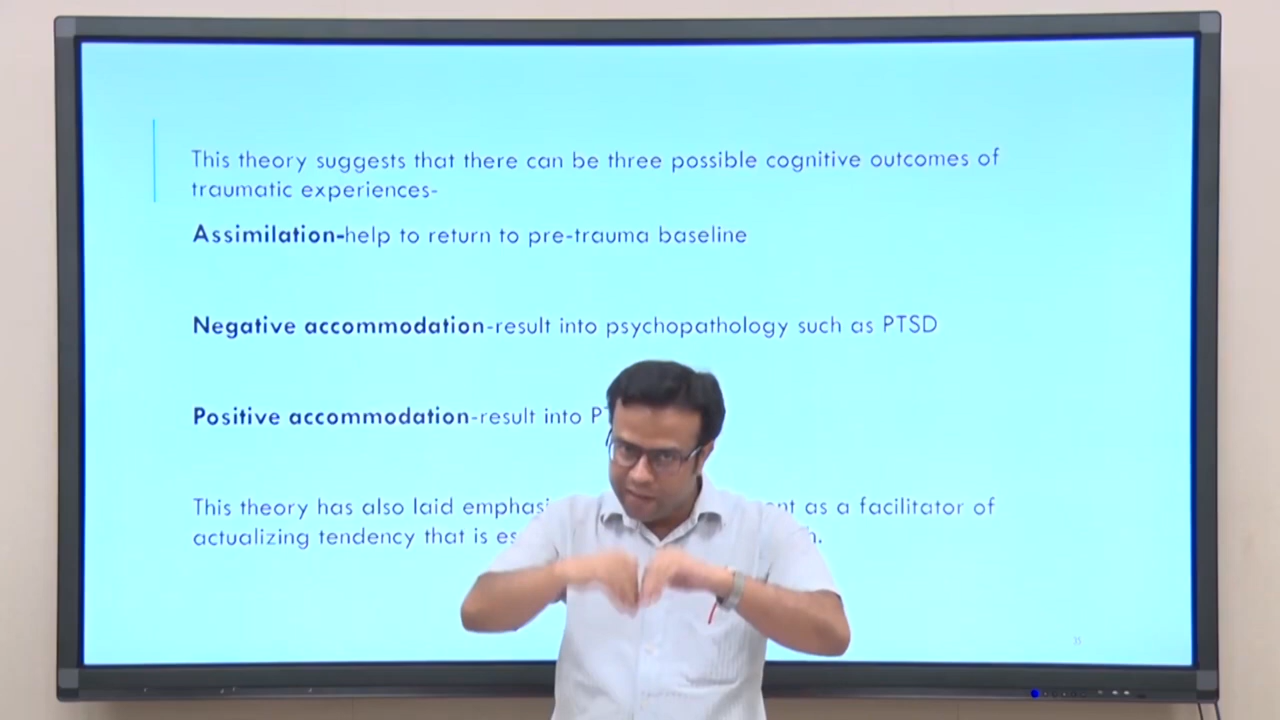 This theory suggests that there can be three possible cognitive outcomes of
traumatic experiences-
Assimilation-help to return to pre-trauma baseline
Negative accommodation-result into psychopathology such as PTSD
Positive accommodation-result into
This theory has also laid as a facilitator of
actualizing tendency that is
35